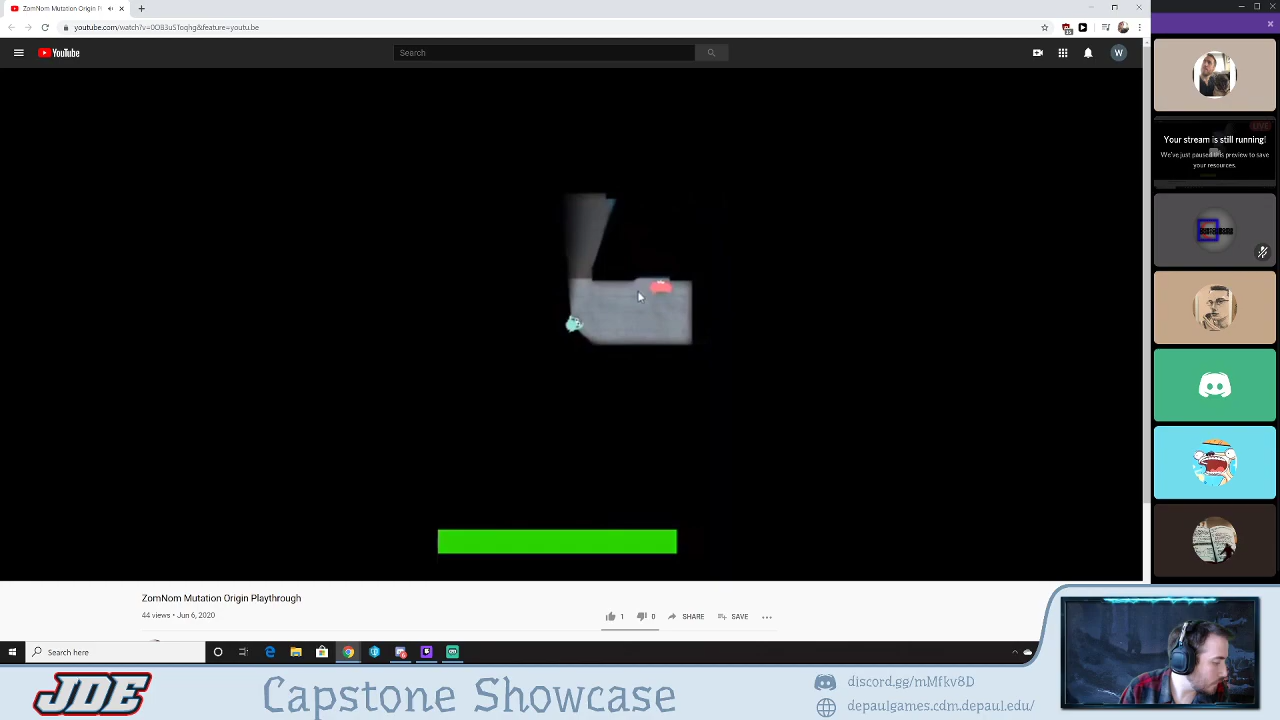 ZomNom Mutation Origin P
youtube.com/watch?v=0OB3uSToqhg&feature=youtu.be
YouTube
Search
W
LIVE
Your stream is still running!
We've just paused this preview to save
your resources.
ZomNom Mutation Origin Playthrough
44 views • Jun 6, 2020
1
0
SHARE
SAVE
Search here
JDE
Capstone Showcase
discord.gg/mMfkv8D
depaulgames.cdm.depaul.edu/